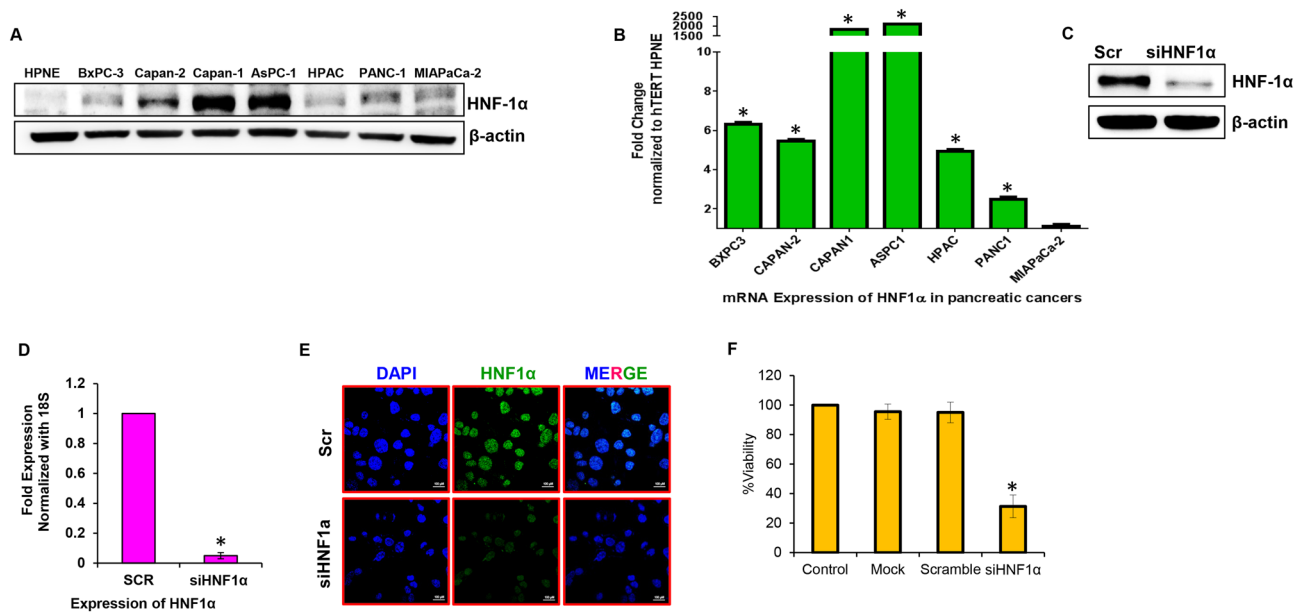 A
HPNE BxPC-3 Capan-2 Capan-1 AsPC-1 HPAC PANC-1 MIAPaCa-2
HNF-1α
β-actin
B
Fold Change
normalized to hTERT HPNE
2500
2000
1500
10
8
6
4
2
*
*
*
*
*
*
BXPC3
CAPAN-2
CAPAN1
ASPC1
HPAC
PANC1
MIAPaCa-2
mRNA Expression of HNF1α in pancreatic cancers
C
Scr siHNF1α
HNF-1α
β-actin
D
Fold Expression
Normalized with 18S
1.2
1
0.8
0.6
0.4
0.2
0
*
SCR siHNF1α
Expression of HNF1α
E
DAPI HNF1α MERGE
Scr
siHNF1a
F
%Viability
120
100
80
60
40
20
0
*
Control Mock Scramble siHNF1α